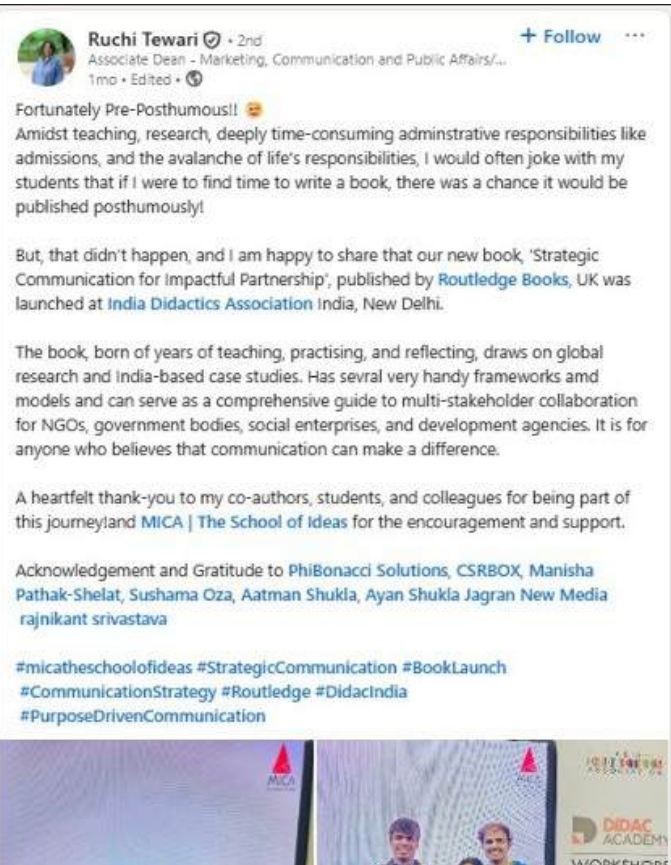 Ruchi Tewari • 2nd
+ Follow ...
Associate Dean - Marketing, Communication and Public Affairs/...
1mo • Edited •
Fortunately Pre-Posthumous!! 😉
Amidst teaching, research, deeply time-consuming adminstrative responsibilities like
admissions, and the avalanche of life's responsibilities, I would often joke with my
students that if I were to find time to write a book, there was a chance it would be
published posthumously!
But, that didn't happen, and I am happy to share that our new book, 'Strategic
Communication for Impactful Partnership', published by Routledge Books, UK was
launched at India Didactics Association India, New Delhi.
The book, born of years of teaching, practising, and reflecting, draws on global
research and India-based case studies. Has sevral very handy frameworks amd
models and can serve as a comprehensive guide to multi-stakeholder collaboration
for NGOs, government bodies, social enterprises, and development agencies. It is for
anyone who believes that communication can make a difference.
A heartfelt thank-you to my co-authors, students, and colleagues for being part of
this journey!and MICA | The School of Ideas for the encouragement and support.
Acknowledgement and Gratitude to PhiBonacci Solutions, CSRBOX, Manisha
Pathak-Shelat, Sushama Oza, Aatman Shukla, Ayan Shukla Jagran New Media
rajnikant srivastava
#micatheschoolofideas #StrategicCommunication #BookLaunch
#CommunicationStrategy #Routledge #DidacIndia
#PurposeDrivenCommunication
MICA
MICA
DIDAC
ACADEMY